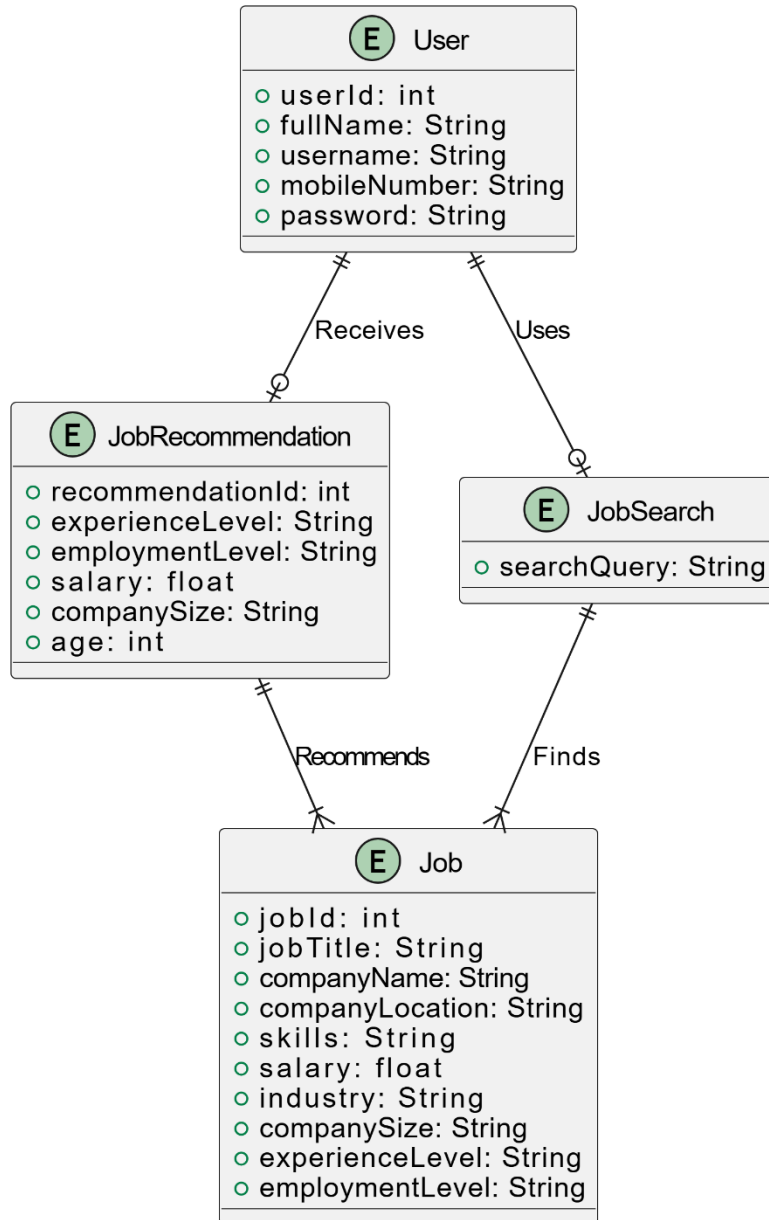 E User
userId: int
fullName: String
username: String
mobileNumber: String
password: String
Receives
Uses
E JobRecommendation
recommendationId: int
experienceLevel: String
employmentLevel: String
salary: float
companySize: String
age: int
E JobSearch
searchQuery: String
Recommends
Finds
E Job
jobId: int
jobTitle: String
companyName: String
companyLocation: String
skills: String
salary: float
industry: String
companySize: String
experienceLevel: String
employmentLevel: String